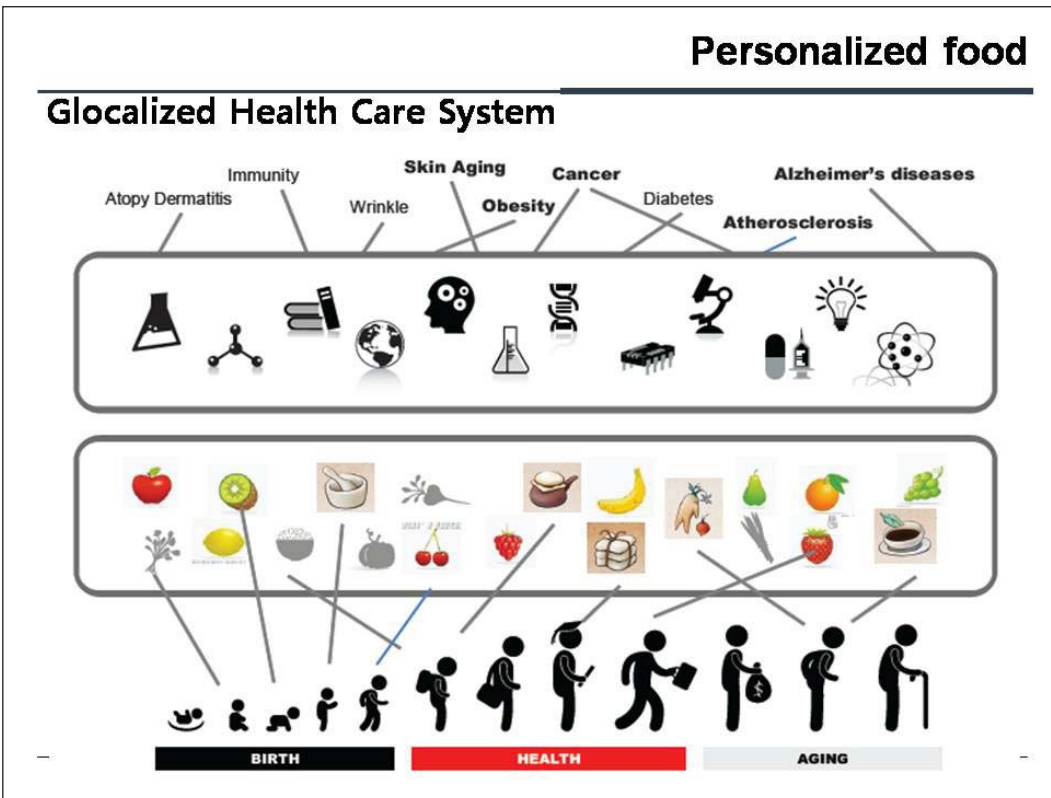 Personalized food
Glocalized Health Care System
Skin Aging
Cancer
Alzheimer's diseases
Immunity
Atopy Dermatitis
Wrinkle
Obesity
Diabetes
Atherosclerosis
$
BIRTH
HEALTH
AGING